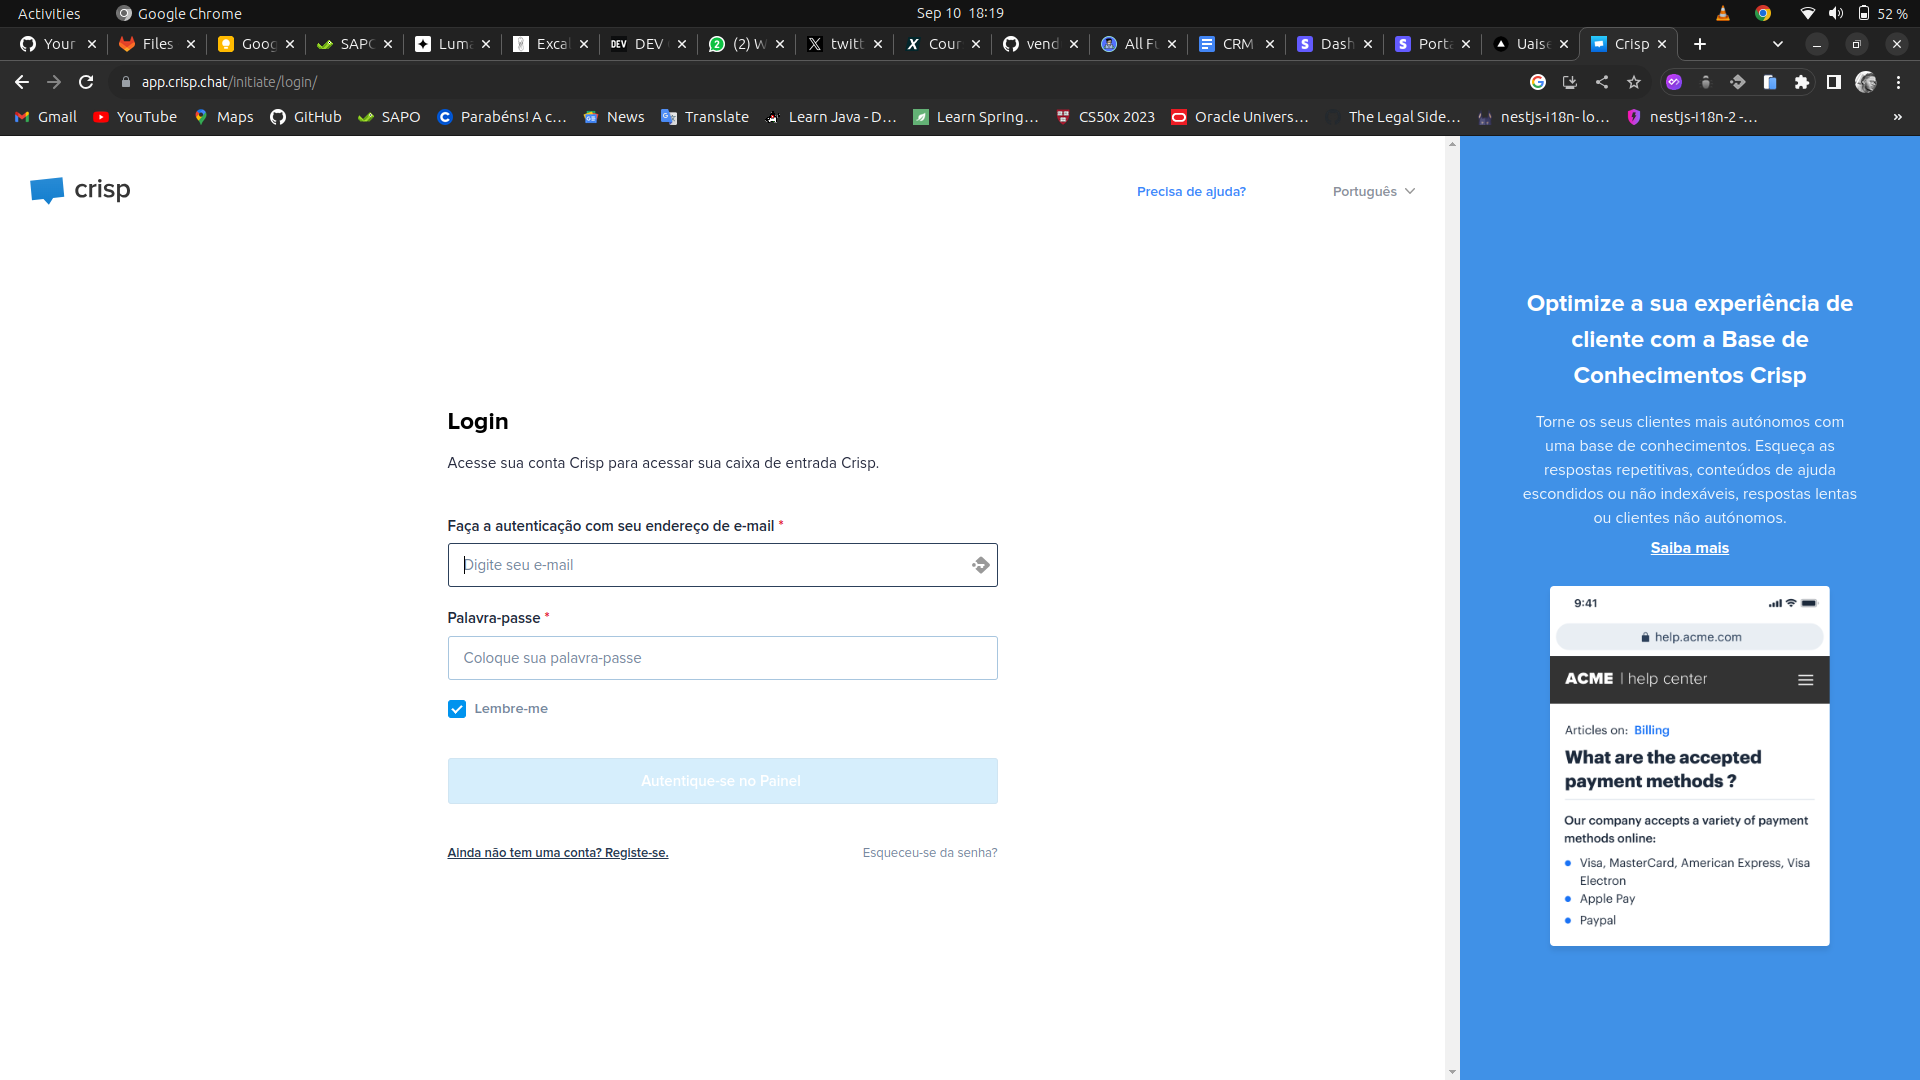 Activities
Google Chrome
Sep 10 18:19
52 %
Your
Files
Goog
SAPO
Luma
Excal
DEV
(2) W
twitt
Cour
vend
All Fu
CRM
Dash
Porta
Uaise
Crisp
app.crisp.chat/initiate/login/
Gmail
YouTube
Maps
GitHub
SAPO
Parabéns! A c...
News
Translate
Learn Java - D...
Learn Spring...
CS50x 2023
Oracle Univers...
The Legal Side...
nestjs-I18n- lo...
nestjs-I18n-2 -...
crisp
Precisa de ajuda?
Português
Login
Acesse sua conta Crisp para acessar sua caixa de entrada Crisp.
Faça a autenticação com seu endereço de e-mail *
Digite seu e-mail
Palavra-passe *
Coloque sua palavra-passe
Lembre-me
Autentique-se no Painel
Ainda não tem uma conta? Registe-se.
Esqueceu-se da senha?
Optimize a sua experiência de
cliente com a Base de
Conhecimentos Crisp
Torne os seus clientes mais autónomos com
uma base de conhecimentos. Esqueça as
respostas repetitivas, conteúdos de ajuda
escondidos ou não indexáveis, respostas lentas
ou clientes não autónomos.
Saiba mais
9:41
help.acme.com
ACME | help center
Articles on: Billing
What are the accepted
payment methods ?
Our company accepts a variety of payment
methods online:
Visa, MasterCard, American Express, Visa
Electron
Apple Pay
Paypal